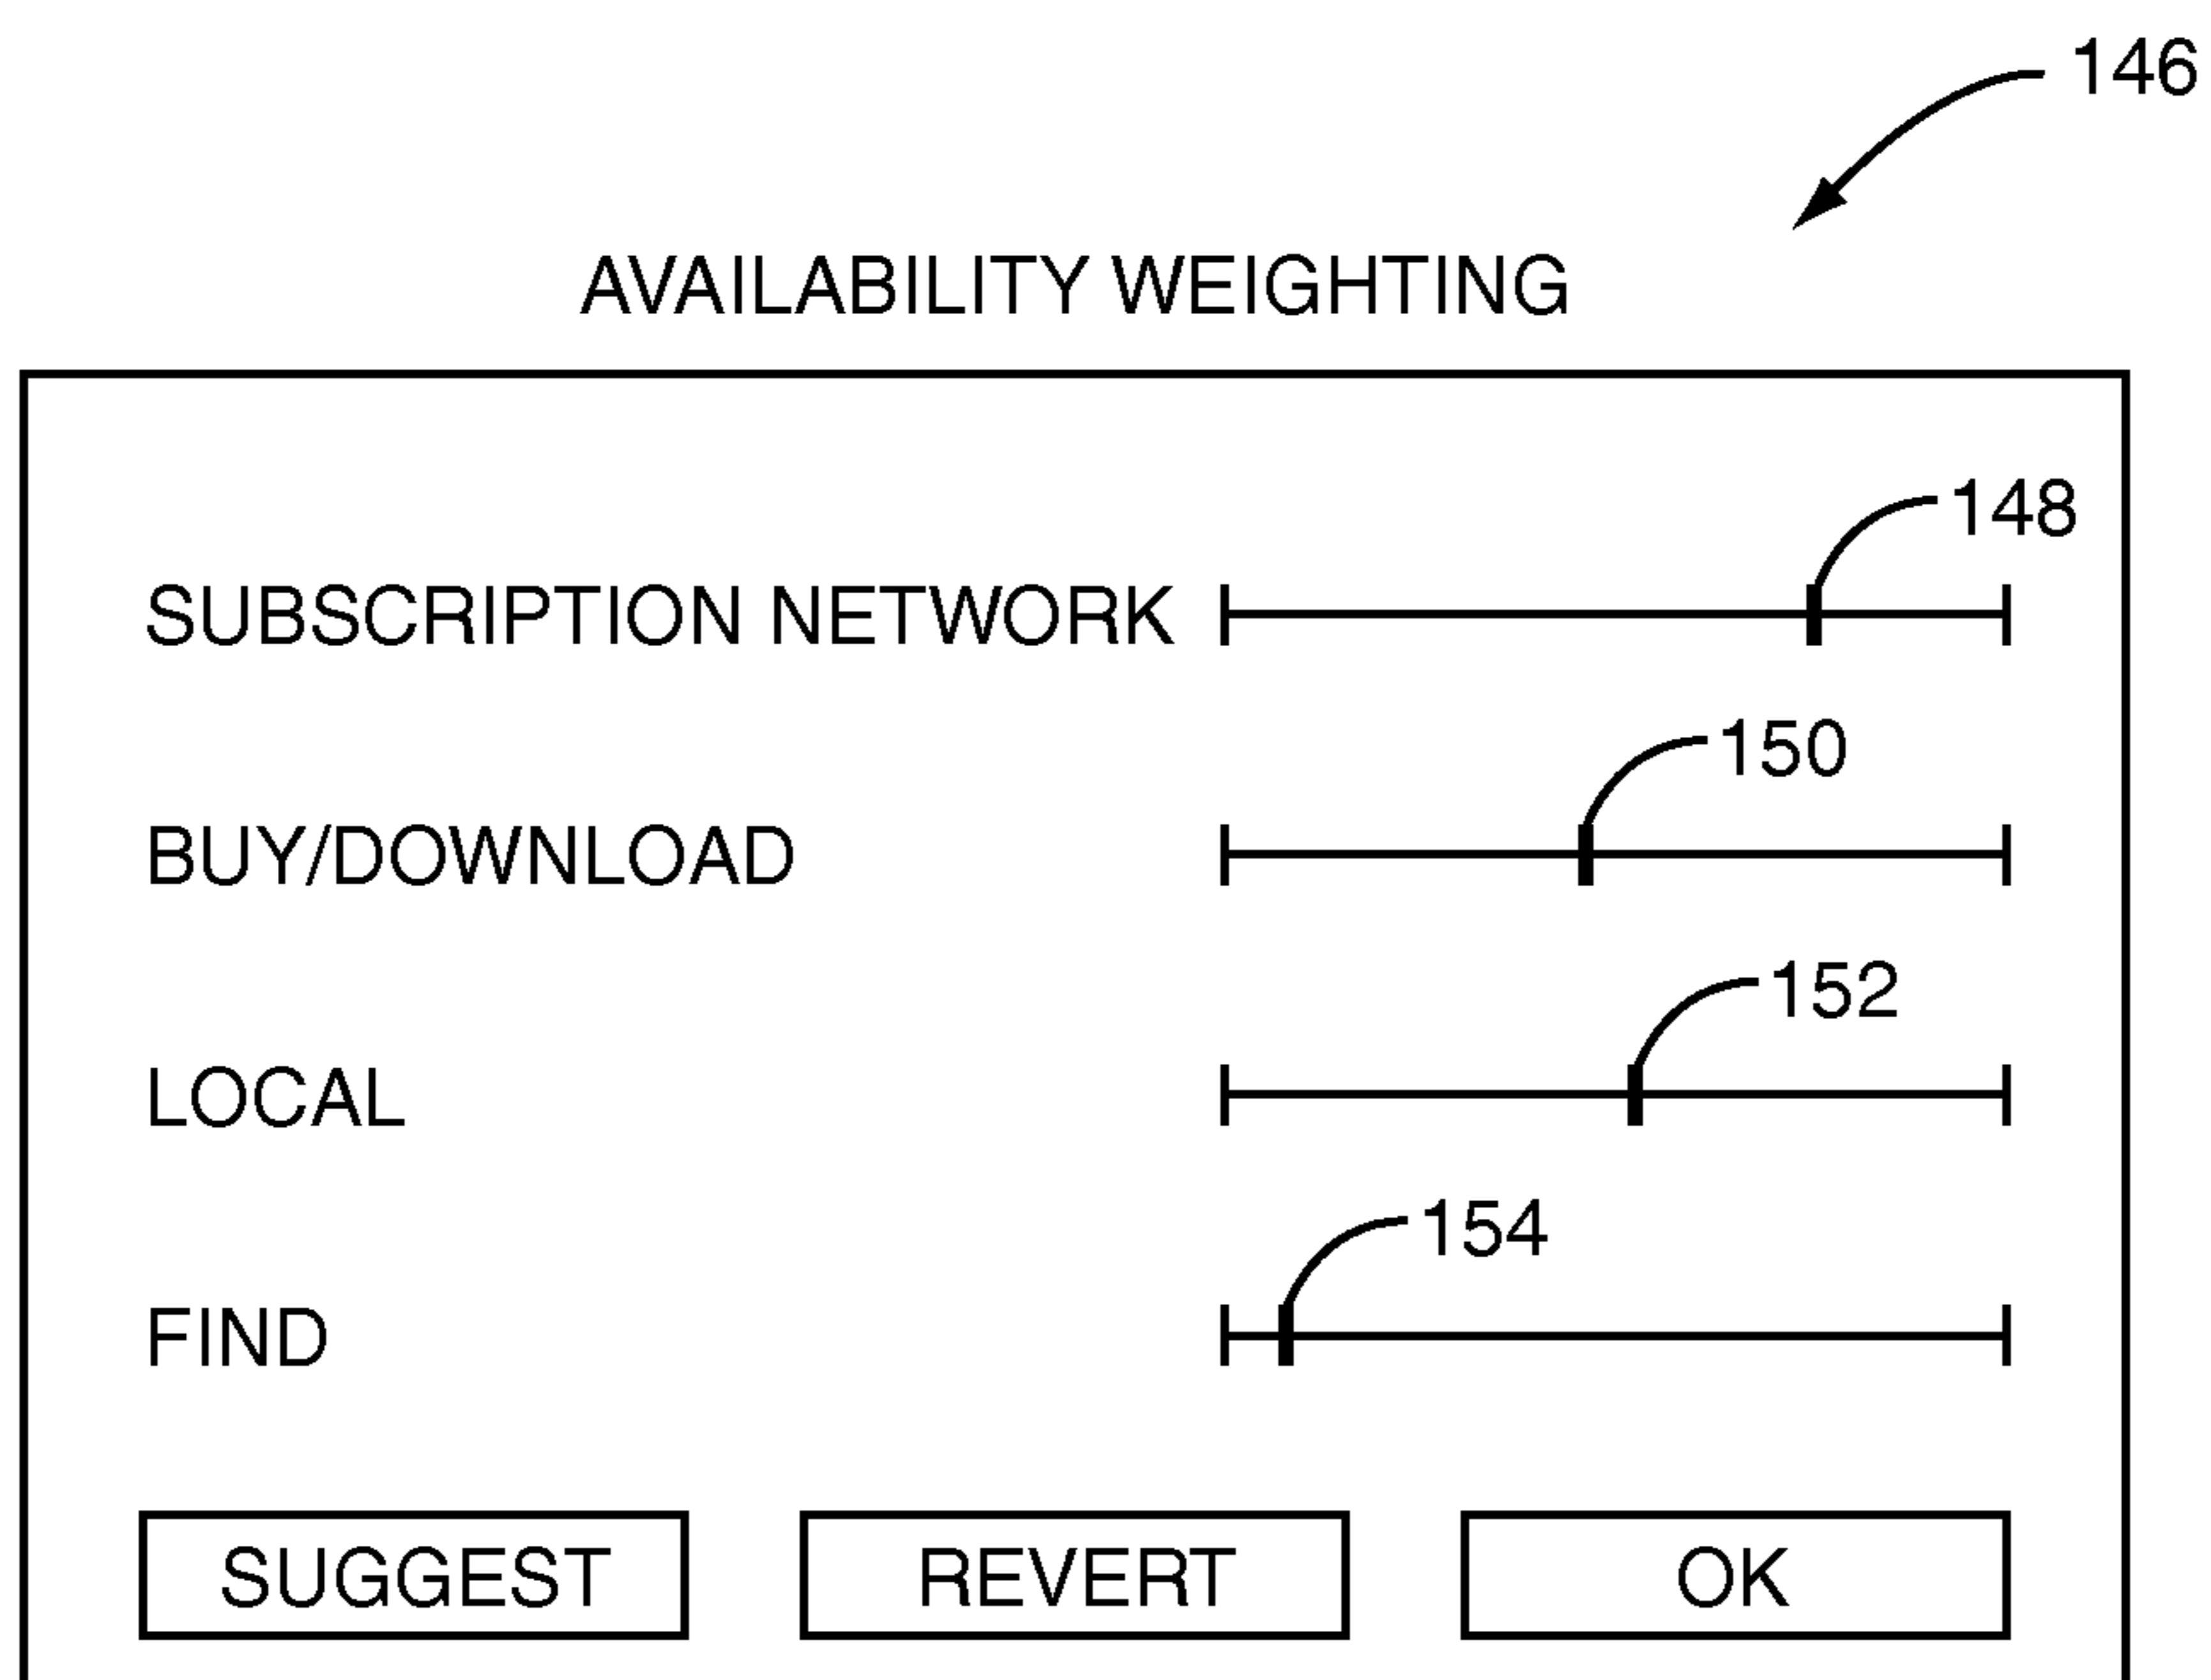 146
AVAILABILITY WEIGHTING
148
SUBSCRIPTION NETWORK
150
BUY/DOWNLOAD
152
LOCAL
154
FIND
SUGGEST
REVERT
OK